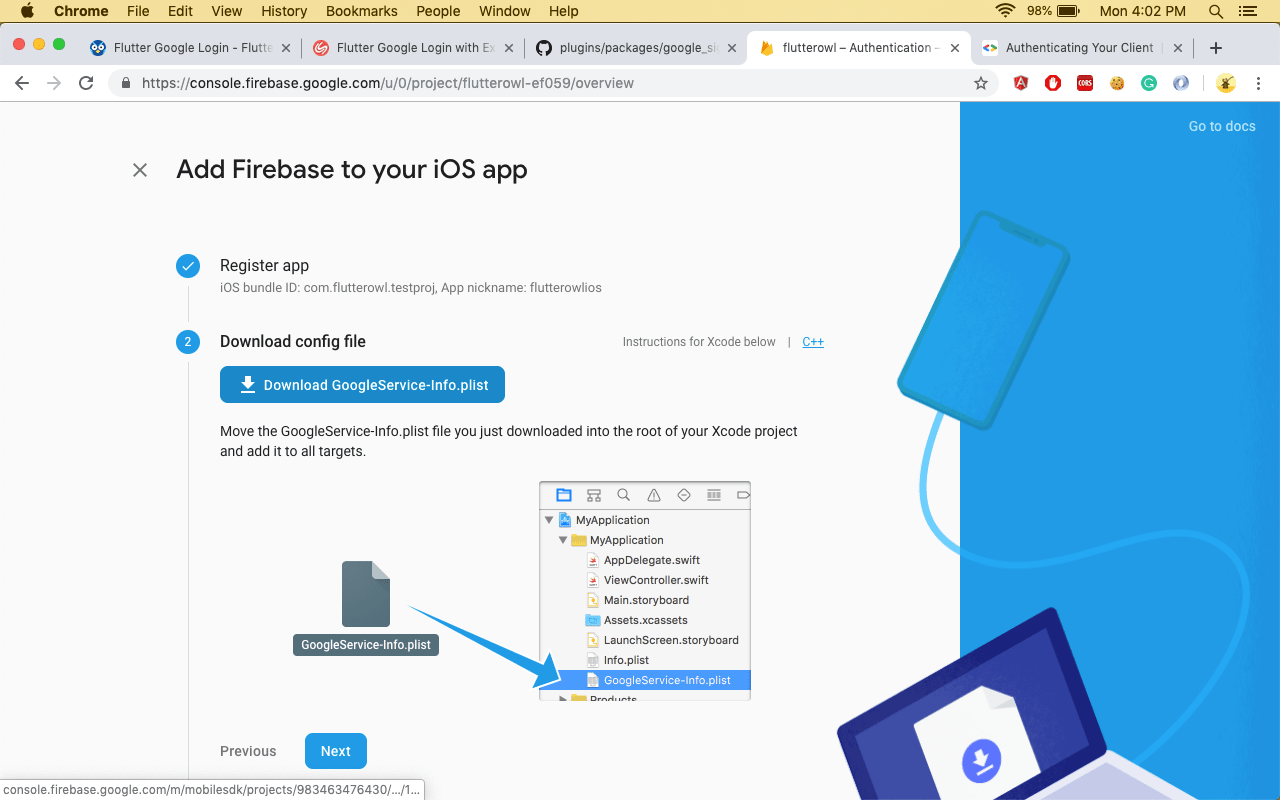 Chrome File Edit View History Bookmarks People Window Help 98% Mon 4:02 PM
Flutter Google Login - Flutte Flutter Google Login with Ex plugins/packages/google_si flutterowl – Authentication – Authenticating Your Client
https://console.firebase.google.com/u/0/project/flutterowl-ef059/overview CORS
Go to docs
Add Firebase to your iOS app
Register app
iOS bundle ID: com.flutterowl.testproj, App nickname: flutterowlios
2 Download config file Instructions for Xcode below | C++
Download GoogleService-Info.plist
Move the GoogleService-Info.plist file you just downloaded into the root of your Xcode project
and add it to all targets.
MyApplication
MyApplication
AppDelegate.swift
ViewController.swift
Main.storyboard
Assets.xcassets
LaunchScreen.storyboard
Info.plist
GoogleService-Info.plist
Products
GoogleService-Info.plist
Previous Next
console.firebase.google.com/m/mobilesdk/projects/983463476430/.../1...